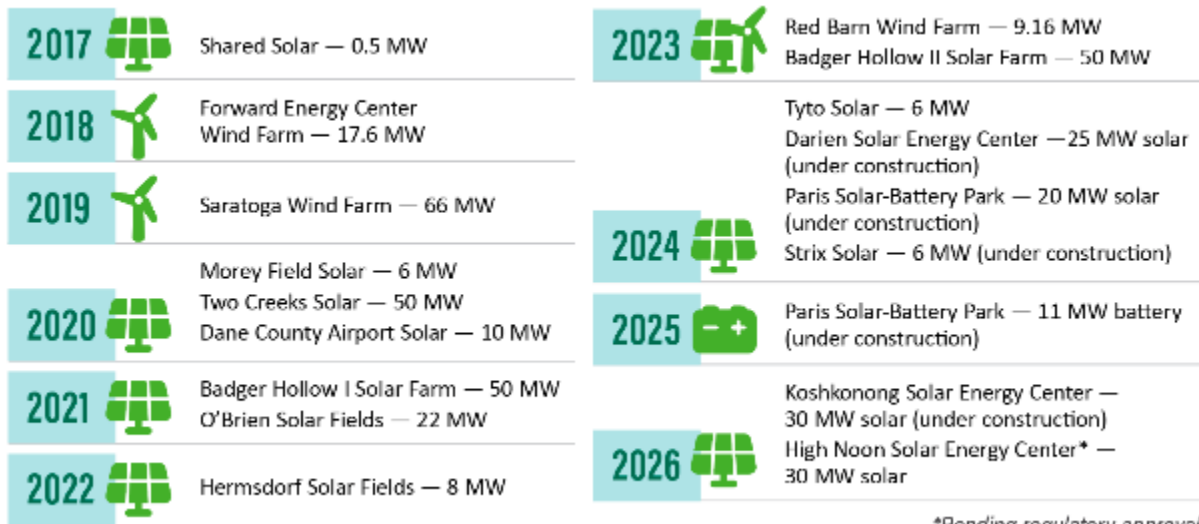 2017
Shared Solar — 0.5 MW
2018
Forward Energy Center
Wind Farm — 17.6 MW
2019
Saratoga Wind Farm — 66 MW
2020
Morey Field Solar — 6 MW
Two Creeks Solar — 50 MW
Dane County Airport Solar — 10 MW
2021
Badger Hollow I Solar Farm — 50 MW
O’Brien Solar Fields — 22 MW
2022
Hermsdorf Solar Fields — 8 MW
2023
Red Barn Wind Farm — 9.16 MW
Badger Hollow II Solar Farm — 50 MW
2024
Tyto Solar — 6 MW
Darien Solar Energy Center —25 MW solar
(under construction)
Paris Solar-Battery Park — 20 MW solar
(under construction)
Strix Solar — 6 MW (under construction)
2025
Paris Solar-Battery Park — 11 MW battery
(under construction)
2026
Koshkonong Solar Energy Center —
30 MW solar (under construction)
High Noon Solar Energy Center* —
30 MW solar
*Pending regulatory approval